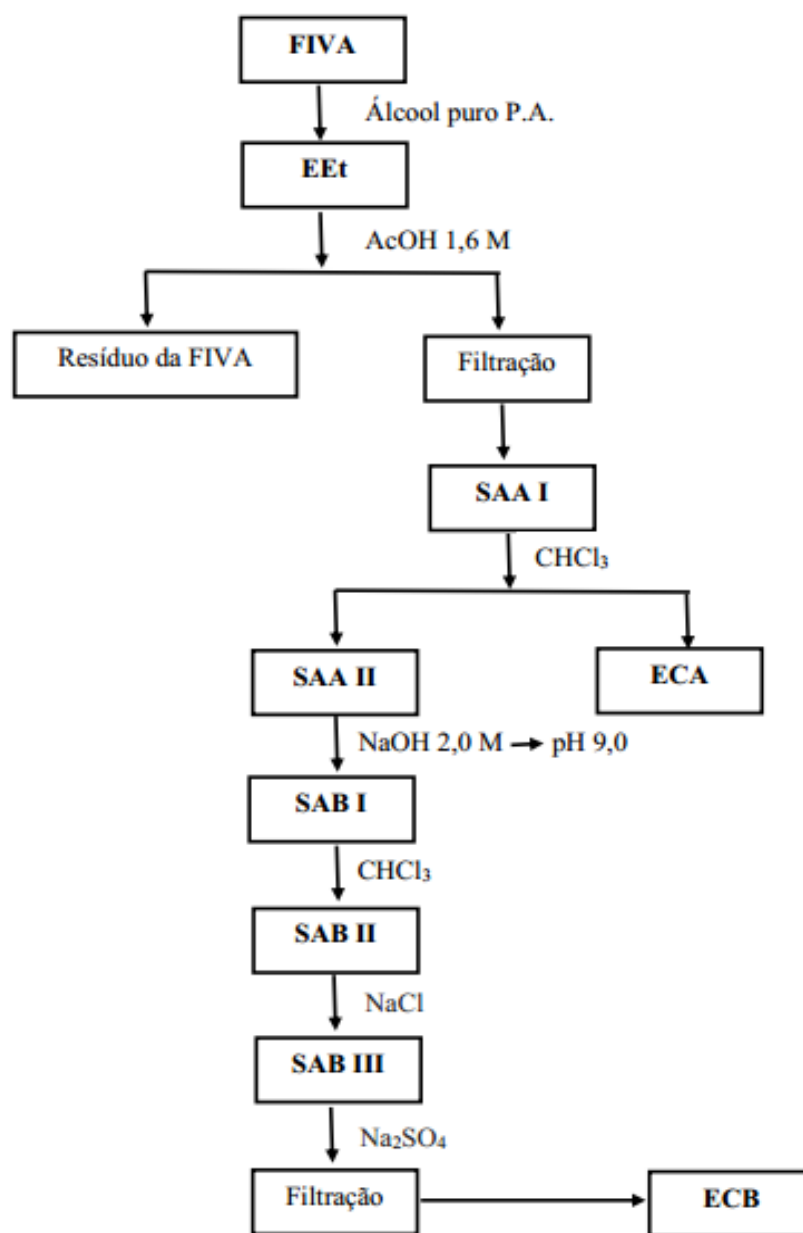 FIVA
Álcool puro P.A.
EEt
AcOH 1,6 M
Resíduo da FIVA
Filtração
SAA I
CHCl₃
SAA II
ECA
NaOH 2,0 M → pH 9,0
SAB I
CHCl₃
SAB II
NaCl
SAB III
Na₂SO₄
Filtração
ECB